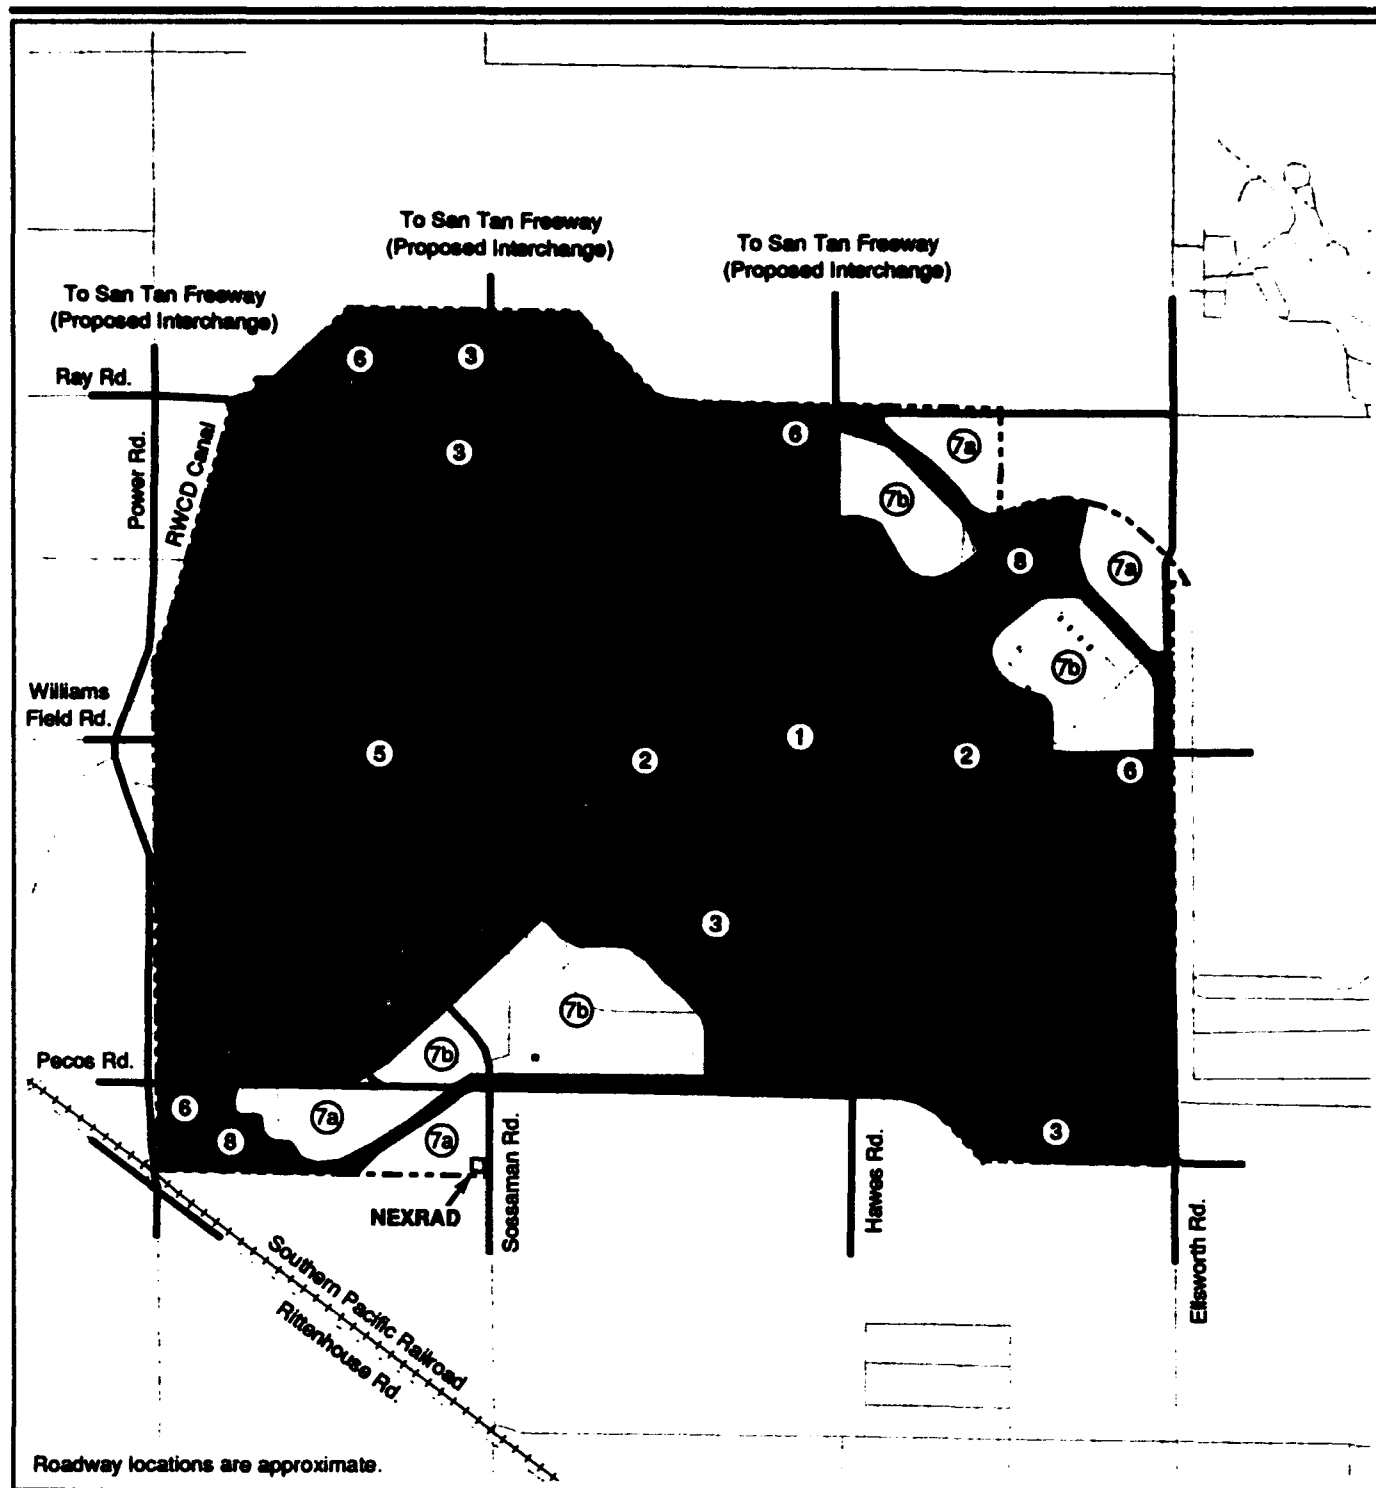 To San Tan Freeway
(Proposed Interchange)
To San Tan Freeway
(Proposed Interchange)
To San Tan Freeway
(Proposed Interchange)
Ray Rd.
6
3
3
6
7a
7b
Power Rd.
RWCD Canal
8
7a
7b
Williams
Field Rd.
5
2
1
2
6
3
7b
7b
Pecos Rd.
6
8
7a
7a
3
NEXRAD
Sossaman Rd.
Hawes Rd.
Ellsworth Rd.
Southern Pacific Railroad
Rittenhouse Rd.
Roadway locations are approximate.